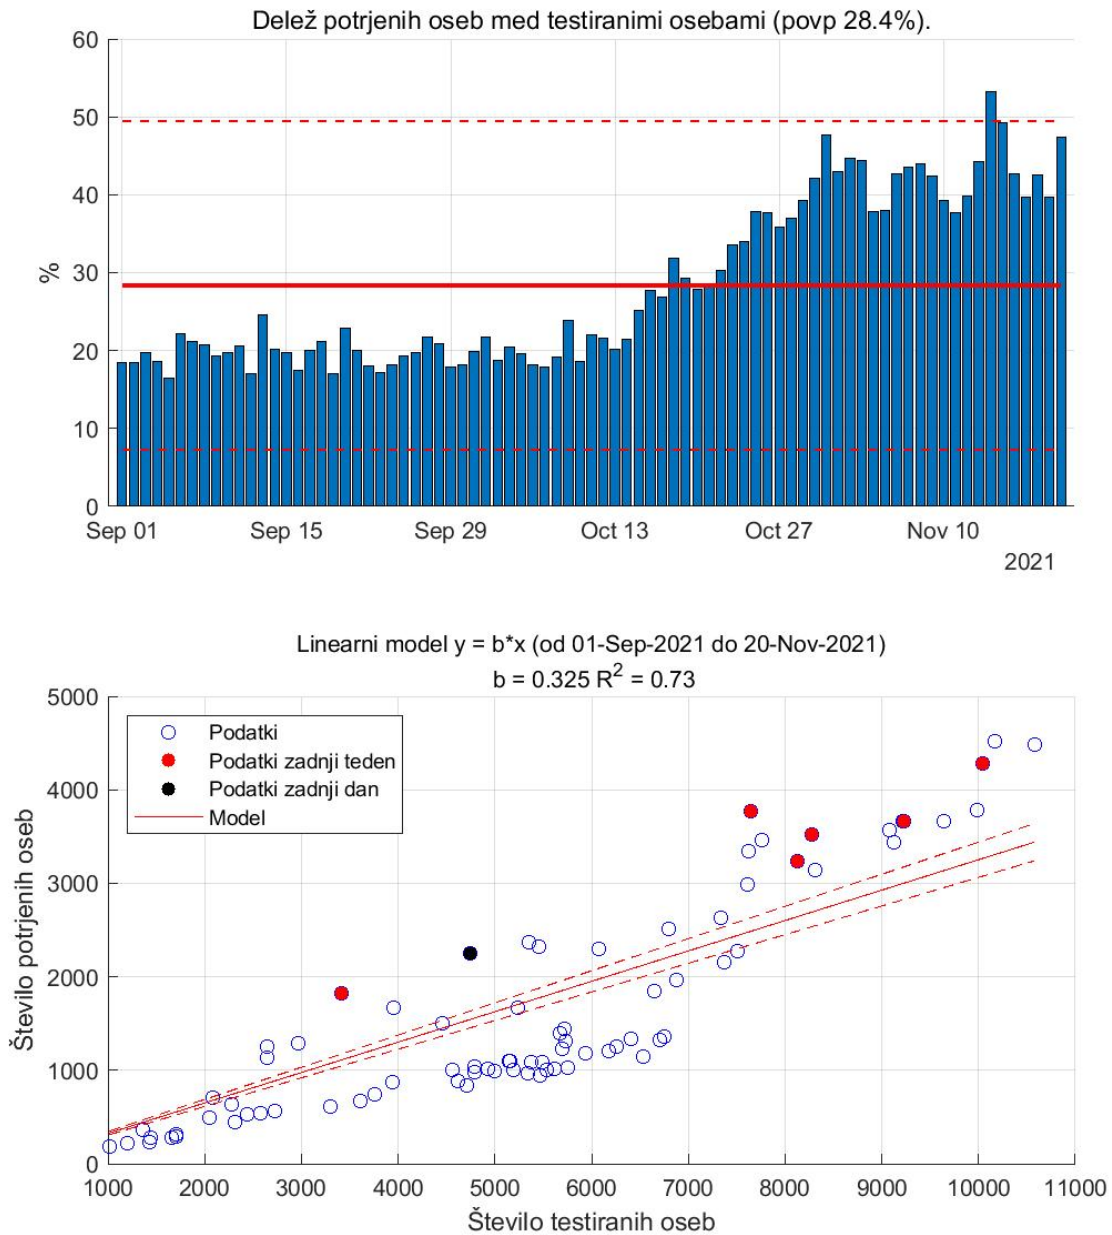 Delež potrjenih oseb med testiranimi osebami (povp 28.4%).
60
50
40
30
20
10
0
%
Sep 01 Sep 15 Sep 29 Oct 13 Oct 27 Nov 10
2021
Linearni model y = b*x (od 01-Sep-2021 do 20-Nov-2021)
b = 0.325 R² = 0.73
5000
4000
3000
2000
1000
0
Število potrjenih oseb
Podatki
Podatki zadnji teden
Podatki zadnji dan
Model
1000 2000 3000 4000 5000 6000 7000 8000 9000 10000 11000
Število testiranih oseb